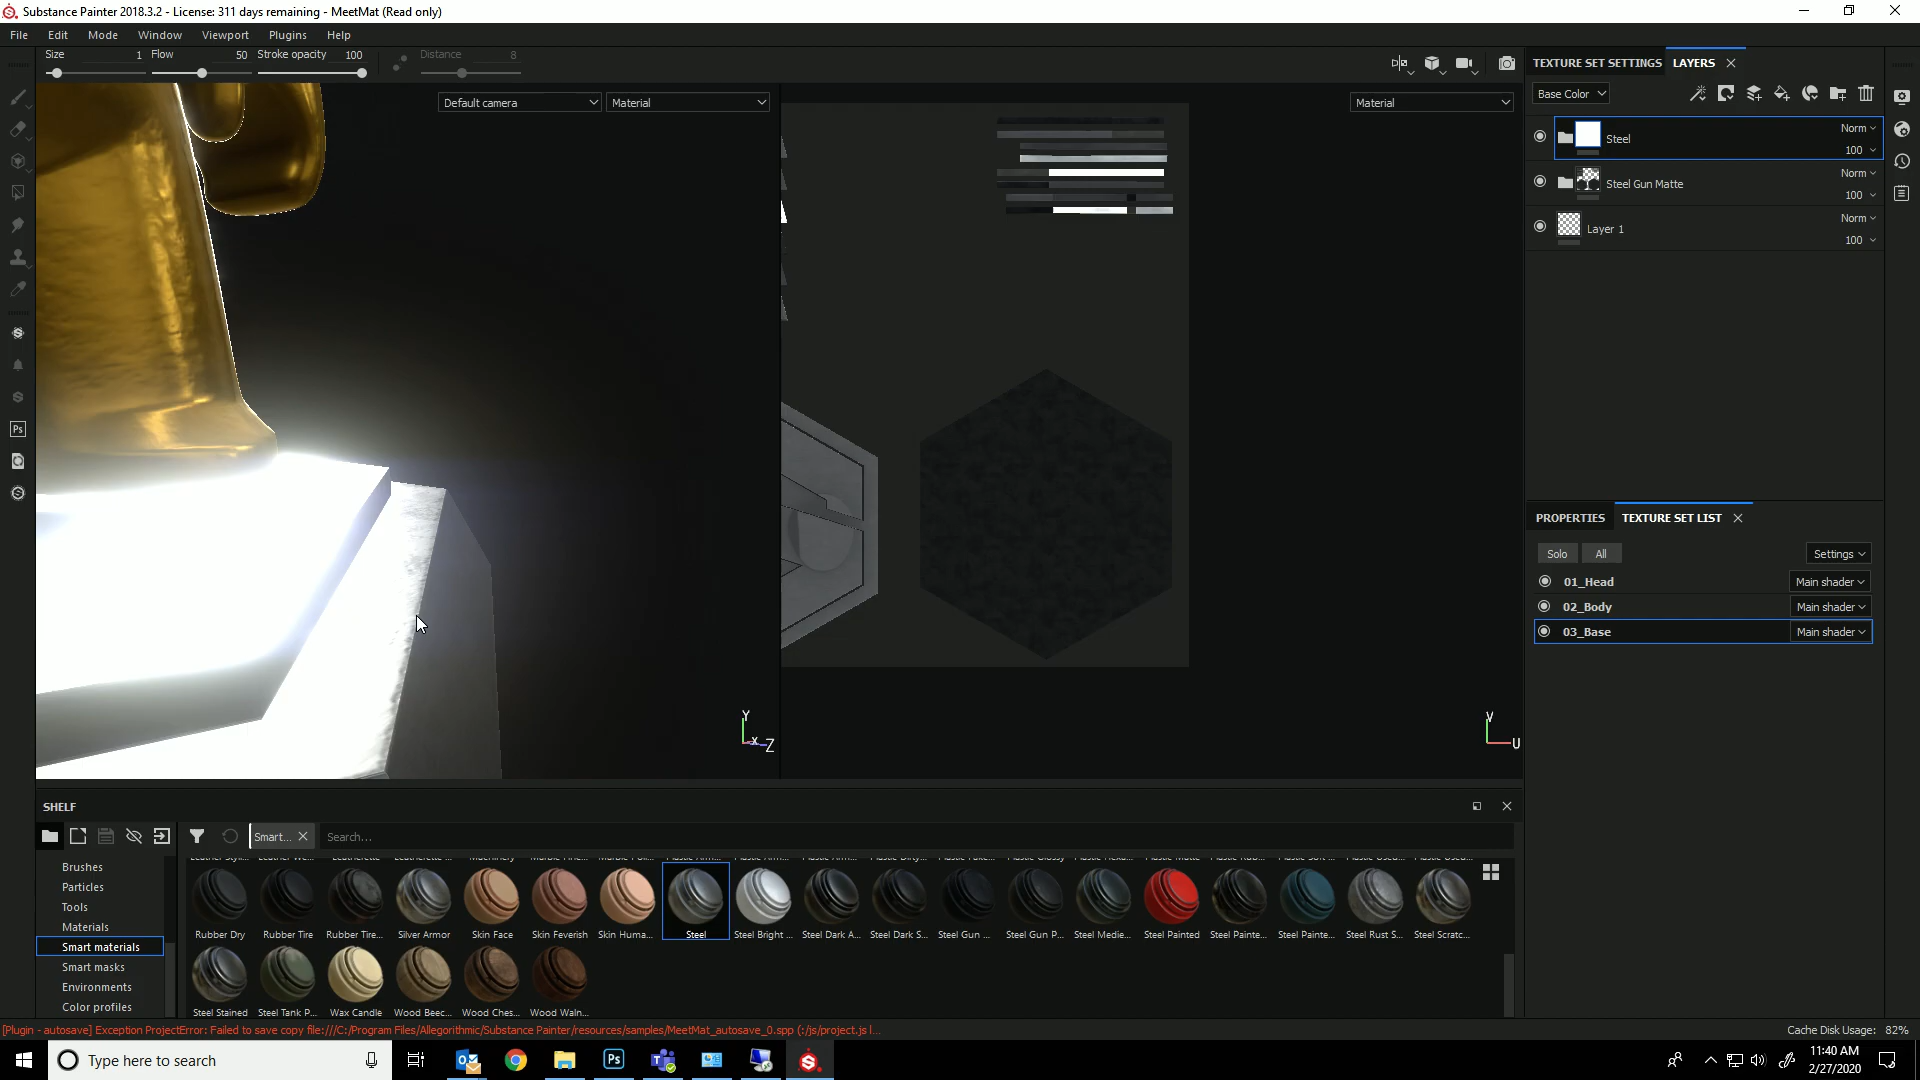 Substance Painter 2018.3.2 - License: 311 days remaining - MeetMat (Read only)
File Edit Mode Window Viewport Plugins Help
Size 1 Flow 50 Stroke opacity 100 Distance 8
TEXTURE SET SETTINGS LAYERS
Default camera Material Material
Base Color
Steel Norm 100
Steel Gun Matte Norm 100
Layer 1 Norm 100
PROPERTIES TEXTURE SET LIST
Solo All Settings
01_Head Main shader
02_Body Main shader
03_Base Main shader
Y
X Z
V
U
SHELF
Smart... Search...
Brushes
Particles
Tools
Materials
Smart materials
Smart masks
Environments
Color profiles
Rubber Dry Rubber Tire Rubber Tire... Silver Armor Skin Face Skin Feverish Skin Huma... Steel Steel Bright ... Steel Dark A... Steel Dark S... Steel Gun ... Steel Gun P... Steel Medie... Steel Painted Steel Painte... Steel Painte... Steel Rust S... Steel Scratc...
Steel Stained Steel Tank P... Wax Candle Wood Beec... Wood Ches... Wood Waln...
[Plugin - autosave] Exception ProjectError: Failed to save copy file:///C:/Program Files/Allegorithmic/Substance Painter/resources/samples/MeetMat_autosave_0.spp (:/js/project.js l...
Cache Disk Usage: 82%
Ps
Type here to search
Ps
11:40 AM
2/27/2020